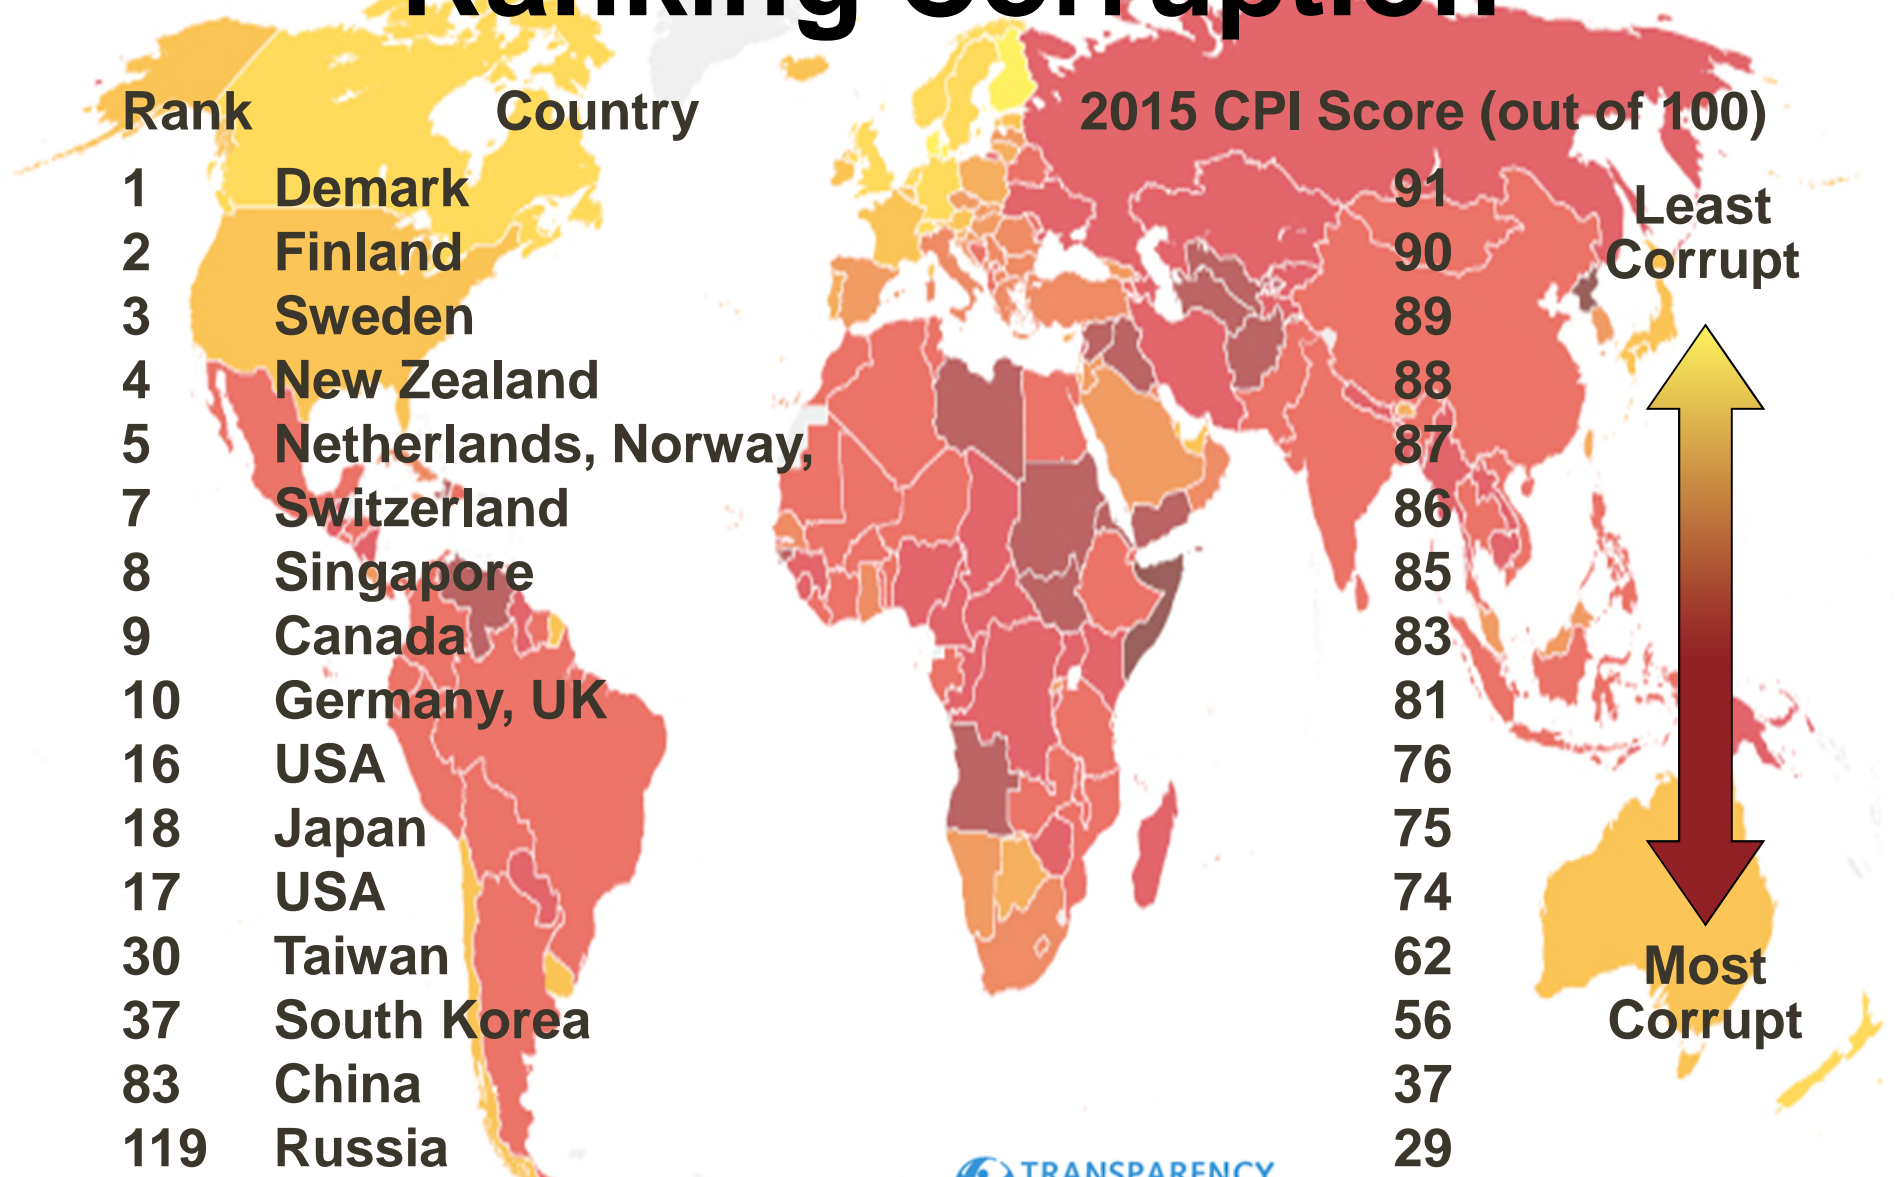 Ranking Corruption
Rank Country 2015 CPI Score (out of 100)
1 Demark 91
2 Finland 90
3 Sweden 89
4 New Zealand 88
5 Netherlands, Norway, 87
7 Switzerland 86
8 Singapore 85
9 Canada 83
10 Germany, UK 81
16 USA 76
18 Japan 75
17 USA 74
30 Taiwan 62
37 South Korea 56
83 China 37
119 Russia 29
Least
Corrupt
Most
Corrupt
TRANSPARENCY